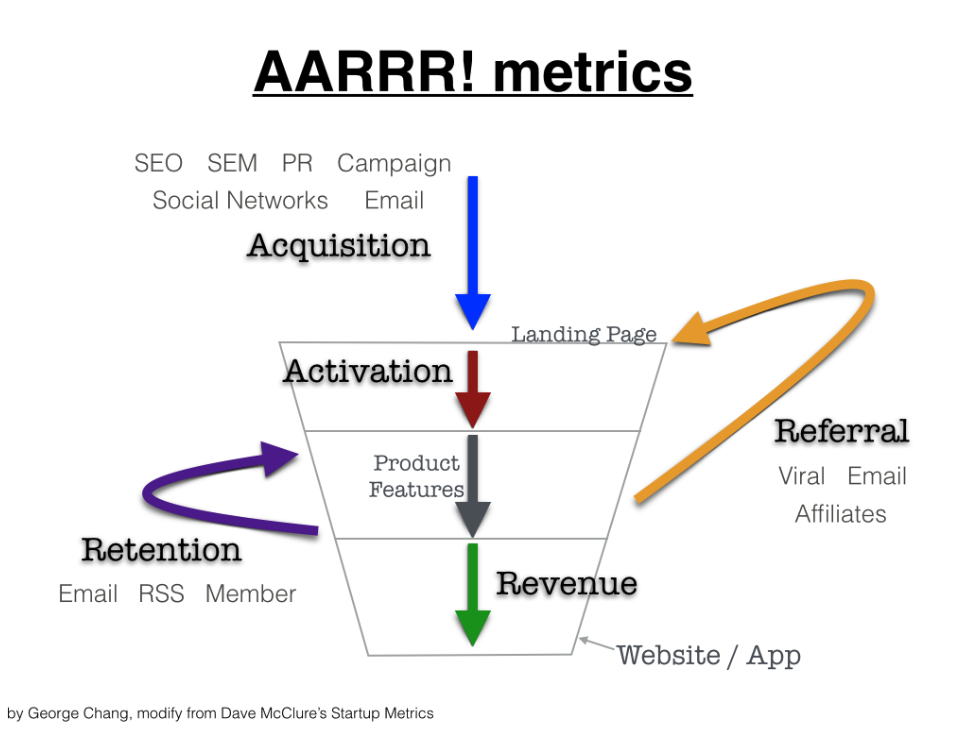 AARRR! metrics
SEO SEM PR Campaign
Social Networks Email
Acquisition
Landing Page
Activation
Referral
Viral Email
Affiliates
Product
Features
Retention
Email RSS Member
Revenue
Website / App
by George Chang, modify from Dave McClure's Startup Metrics